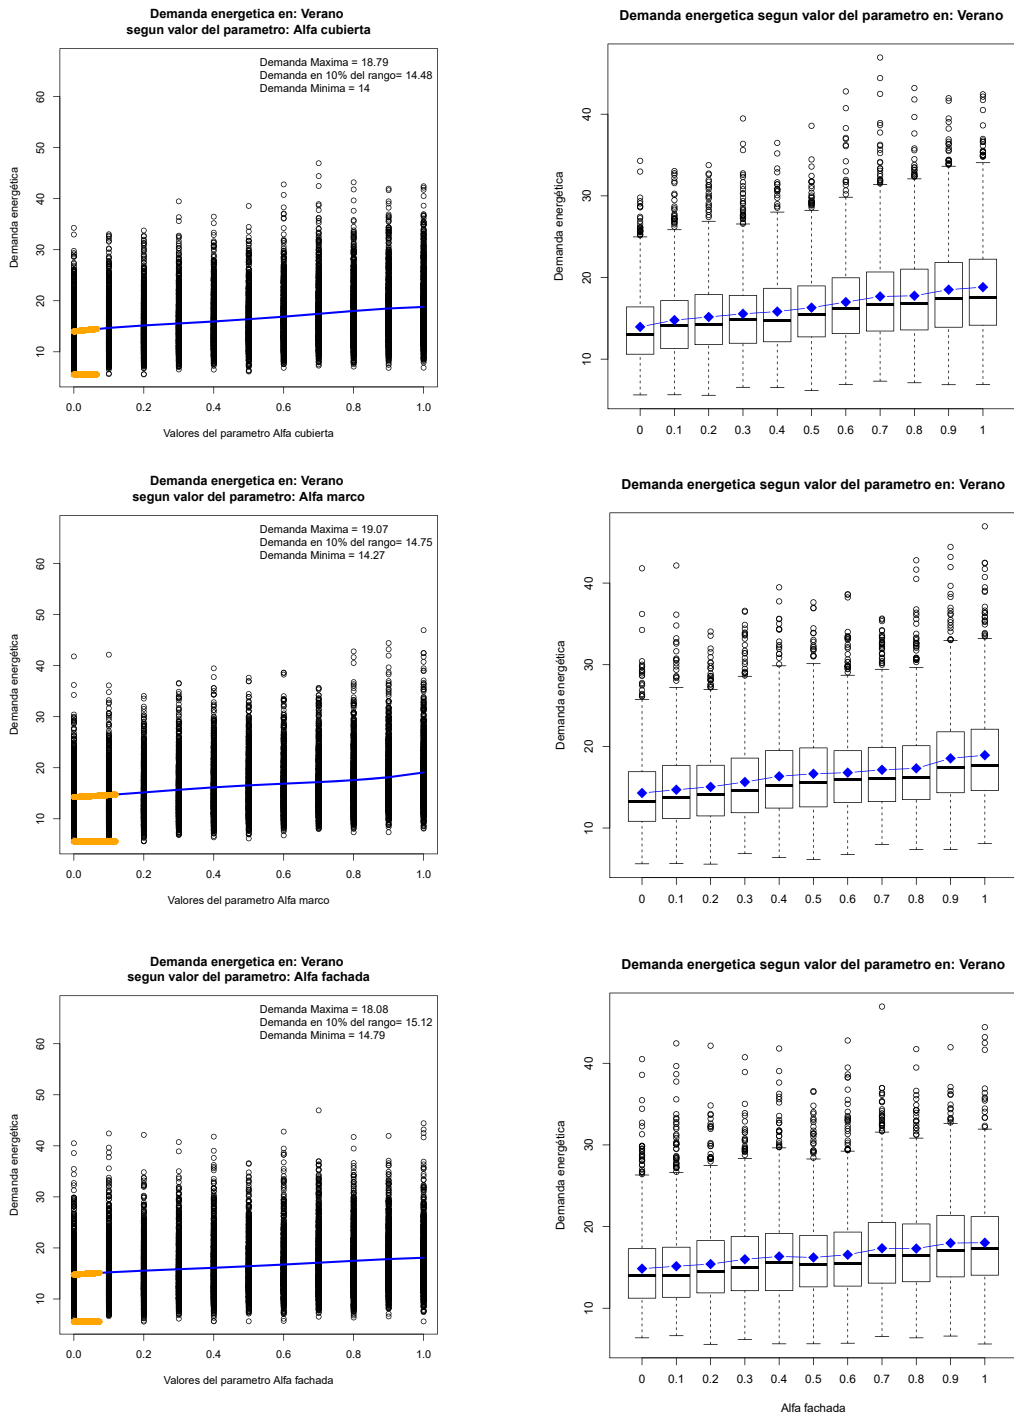 Demanda energetica en: Verano
segun valor del parametro: Alfa cubierta
Demanda Maxima = 18.79
Demanda en 10% del rango= 14.48
Demanda Minima = 14
Demanda energética
60
50
40
30
20
10
0.0 0.2 0.4 0.6 0.8 1.0
Valores del parametro Alfa cubierta
Demanda energetica segun valor del parametro en: Verano
Demanda energética
40
30
20
10
0 0.1 0.2 0.3 0.4 0.5 0.6 0.7 0.8 0.9 1
Demanda energetica en: Verano
segun valor del parametro: Alfa marco
Demanda Maxima = 19.07
Demanda en 10% del rango= 14.75
Demanda Minima = 14.27
Demanda energética
60
50
40
30
20
10
0.0 0.2 0.4 0.6 0.8 1.0
Valores del parametro Alfa marco
Demanda energetica segun valor del parametro en: Verano
Demanda energética
40
30
20
10
0 0.1 0.2 0.3 0.4 0.5 0.6 0.7 0.8 0.9 1
Demanda energetica en: Verano
segun valor del parametro: Alfa fachada
Demanda Maxima = 18.08
Demanda en 10% del rango= 15.12
Demanda Minima = 14.79
Demanda energética
60
50
40
30
20
10
0.0 0.2 0.4 0.6 0.8 1.0
Valores del parametro Alfa fachada
Demanda energetica segun valor del parametro en: Verano
Demanda energética
40
30
20
10
0 0.1 0.2 0.3 0.4 0.5 0.6 0.7 0.8 0.9 1
Alfa fachada